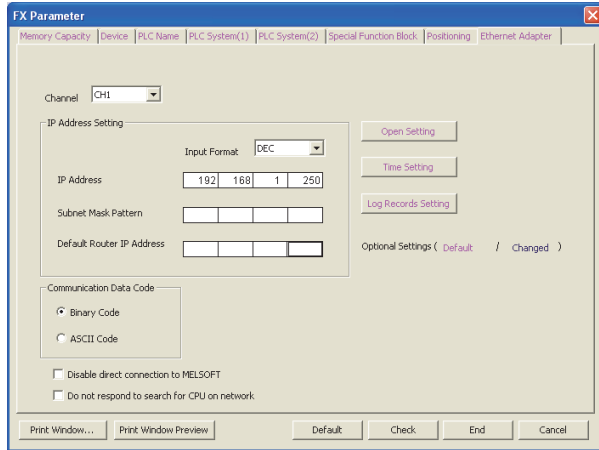 FX Parameter
Memory Capacity Device PLC Name PLC System(1) PLC System(2) Special Function Block Positioning Ethernet Adapter
Channel CH1
IP Address Setting
Input Format DEC
IP Address 192 168 1 250
Subnet Mask Pattern
Default Router IP Address
Open Setting
Time Setting
Log Records Setting
Optional Settings ( Default / Changed )
Communication Data Code
Binary Code
ASCII Code
Disable direct connection to MELSOFT
Do not respond to search for CPU on network
Print Window... Print Window Preview Default Check End Cancel